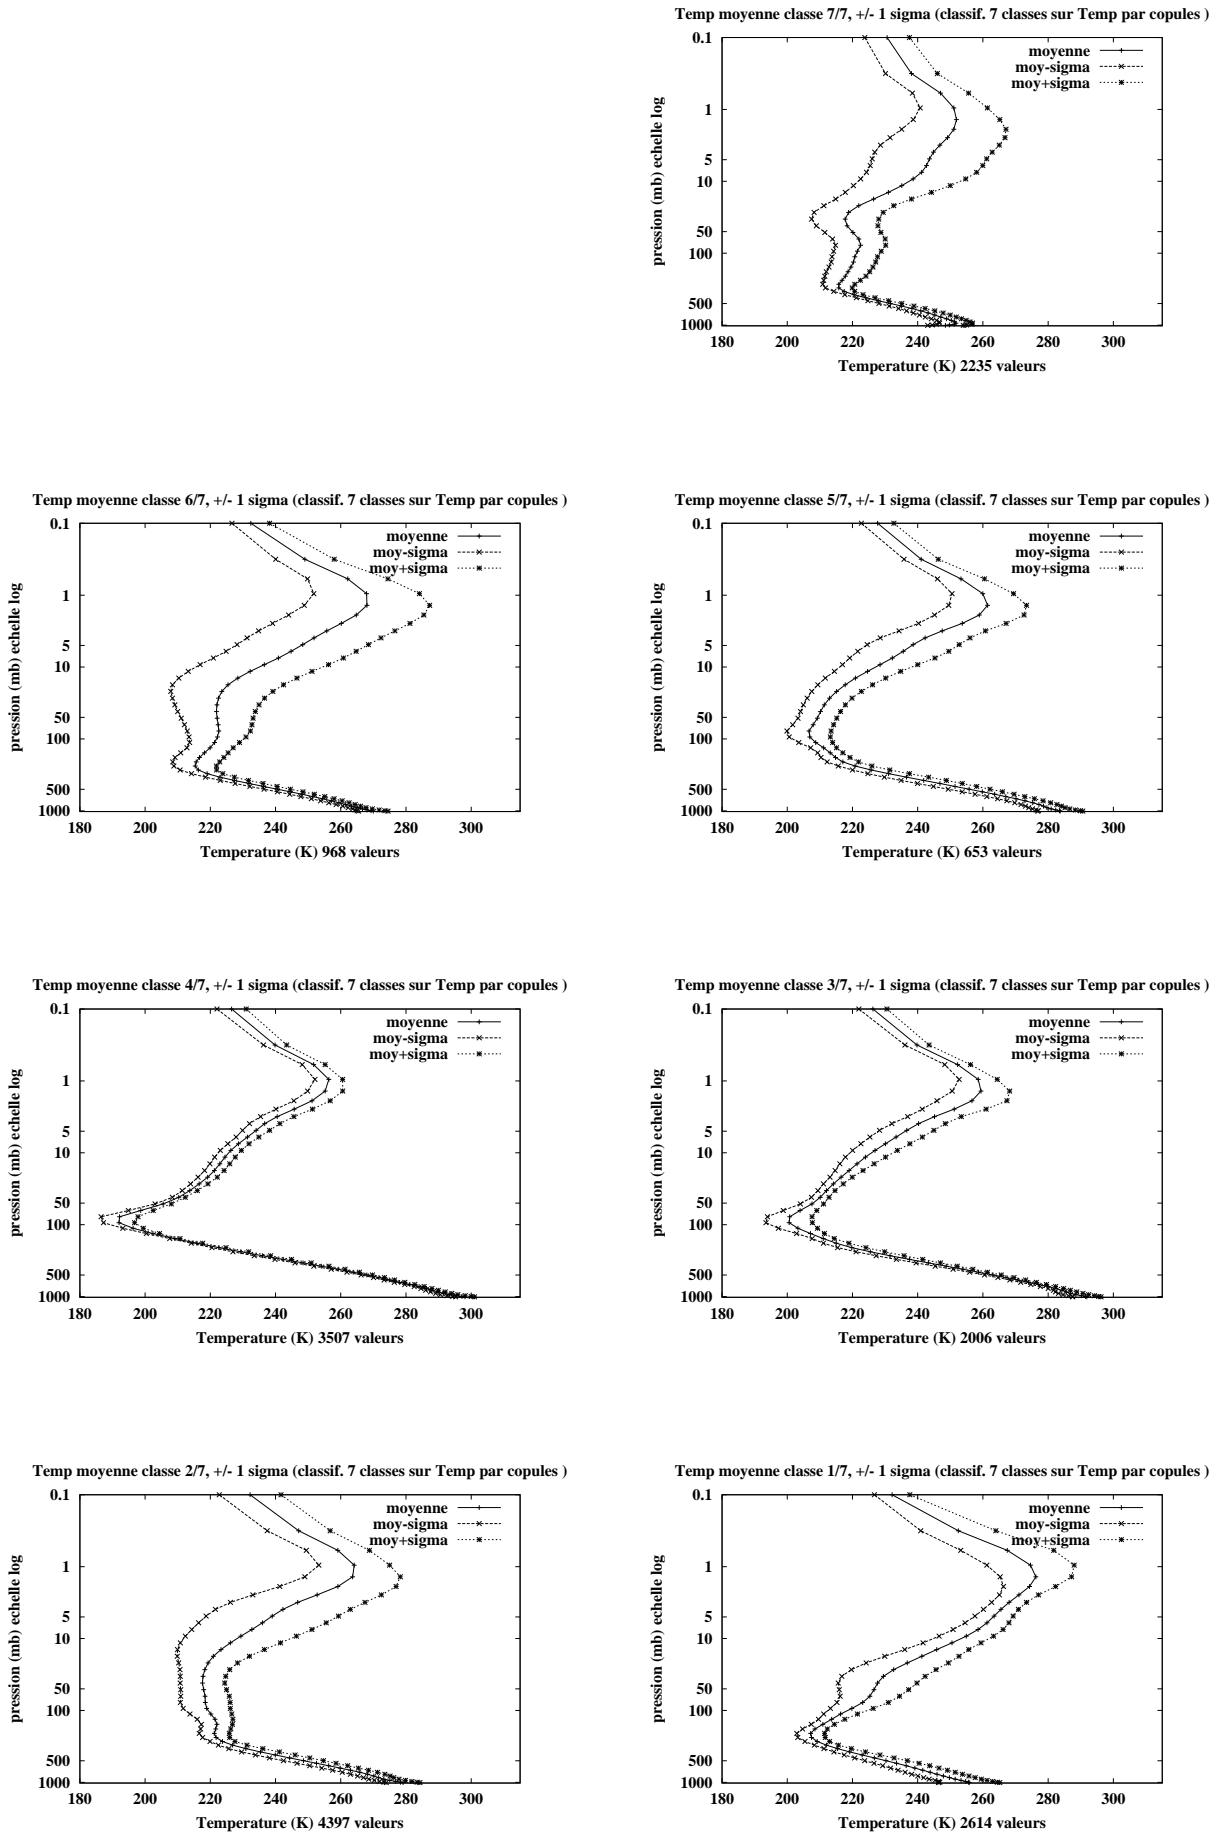 Temp moyenne classe 7/7, +/- 1 sigma (classif. 7 classes sur Temp par copules )
0.1
1
5
10
50
100
500
1000
180 200 220 240 260 280 300
pression (mb) echelle log
Temperature (K) 2235 valeurs
moyenne
moy-sigma
moy+sigma
Temp moyenne classe 6/7, +/- 1 sigma (classif. 7 classes sur Temp par copules )
0.1
1
5
10
50
100
500
1000
180 200 220 240 260 280 300
pression (mb) echelle log
Temperature (K) 968 valeurs
moyenne
moy-sigma
moy+sigma
Temp moyenne classe 5/7, +/- 1 sigma (classif. 7 classes sur Temp par copules )
0.1
1
5
10
50
100
500
1000
180 200 220 240 260 280 300
pression (mb) echelle log
Temperature (K) 653 valeurs
moyenne
moy-sigma
moy+sigma
Temp moyenne classe 4/7, +/- 1 sigma (classif. 7 classes sur Temp par copules )
0.1
1
5
10
50
100
500
1000
180 200 220 240 260 280 300
pression (mb) echelle log
Temperature (K) 3507 valeurs
moyenne
moy-sigma
moy+sigma
Temp moyenne classe 3/7, +/- 1 sigma (classif. 7 classes sur Temp par copules )
0.1
1
5
10
50
100
500
1000
180 200 220 240 260 280 300
pression (mb) echelle log
Temperature (K) 2006 valeurs
moyenne
moy-sigma
moy+sigma
Temp moyenne classe 2/7, +/- 1 sigma (classif. 7 classes sur Temp par copules )
0.1
1
5
10
50
100
500
1000
180 200 220 240 260 280 300
pression (mb) echelle log
Temperature (K) 4397 valeurs
moyenne
moy-sigma
moy+sigma
Temp moyenne classe 1/7, +/- 1 sigma (classif. 7 classes sur Temp par copules )
0.1
1
5
10
50
100
500
1000
180 200 220 240 260 280 300
pression (mb) echelle log
Temperature (K) 2614 valeurs
moyenne
moy-sigma
moy+sigma